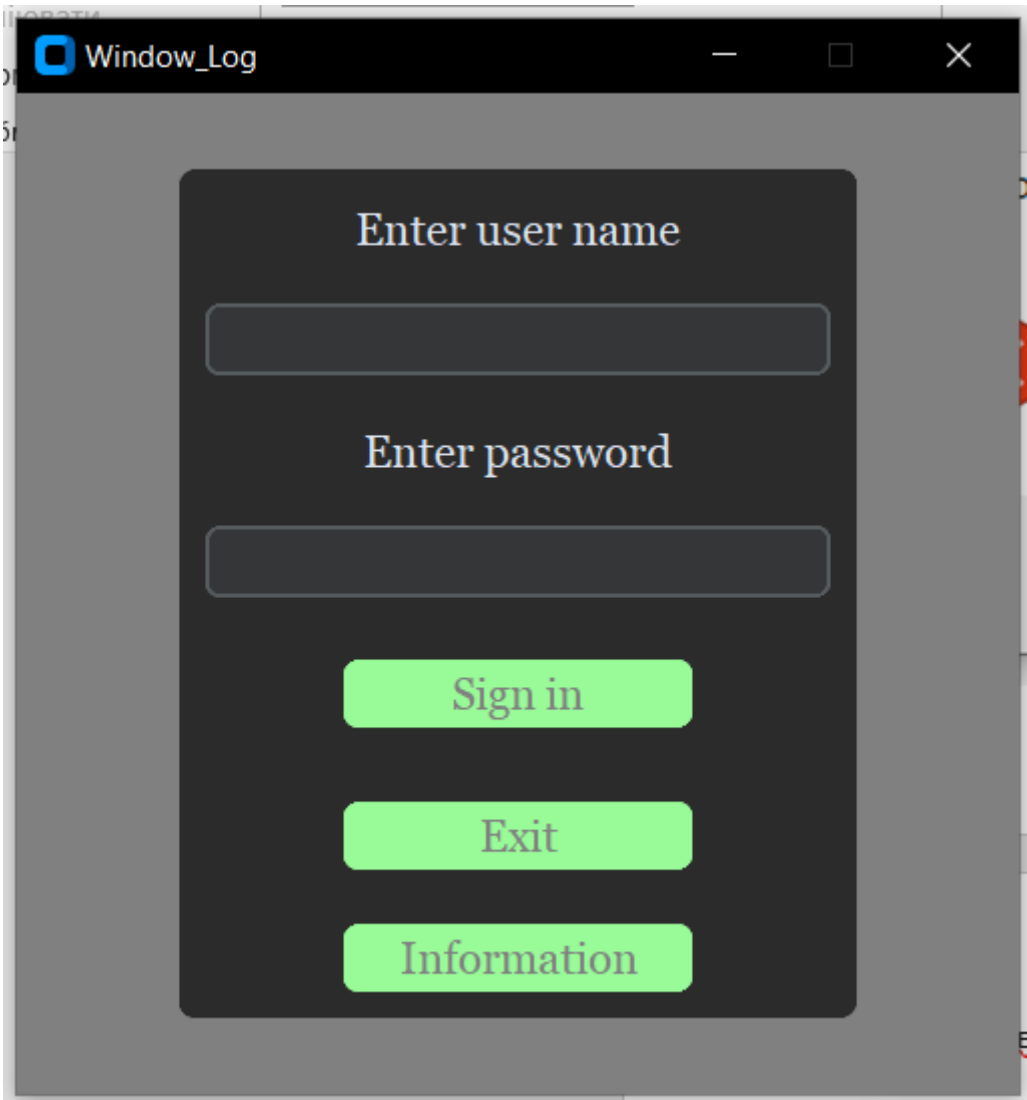 Window_Log
Enter user name
Enter password
Sign in
Exit
Information